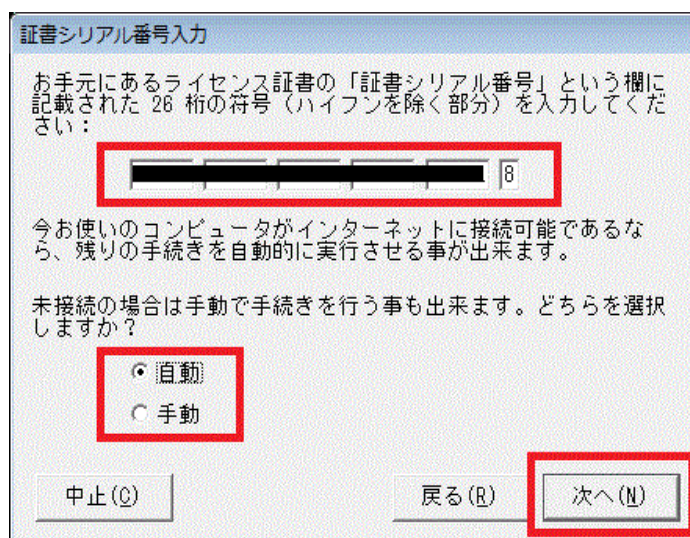 証書シリアル番号入力
お手元にあるライセンス証書の「証書シリアル番号」という欄に
記載された 26 桁の符号（ハイフンを除く部分）を入力してくだ
さい：
8
今お使いのコンピュータがインターネットに接続可能であるな
ら、残りの手続きを自動的に実行させる事が出来ます。
未接続の場合は手動で手続きを行う事も出来ます。どちらを選択
しますか？
自動
手動
中止(C) 戻る(R) 次へ(N)